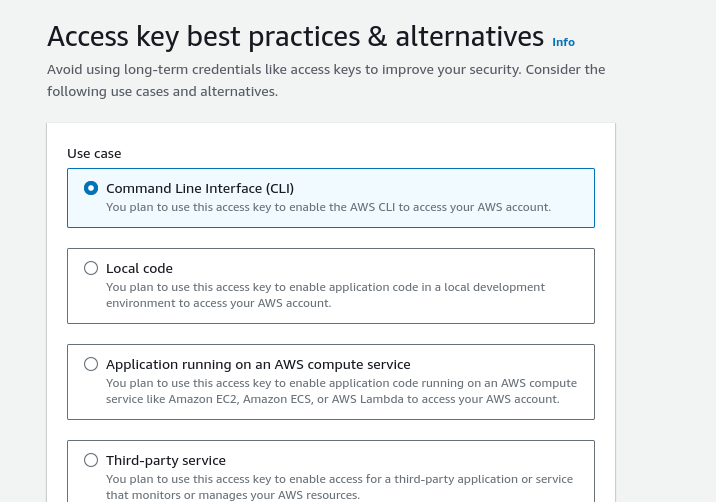 Access key best practices & alternatives Info
Avoid using long-term credentials like access keys to improve your security. Consider the
following use cases and alternatives.
Use case
Command Line Interface (CLI)
You plan to use this access key to enable the AWS CLI to access your AWS account.
Local code
You plan to use this access key to enable application code in a local development
environment to access your AWS account.
Application running on an AWS compute service
You plan to use this access key to enable application code running on an AWS compute
service like Amazon EC2, Amazon ECS, or AWS Lambda to access your AWS account.
Third-party service
You plan to use this access key to enable access for a third-party application or service
that monitors or manages your AWS resources.